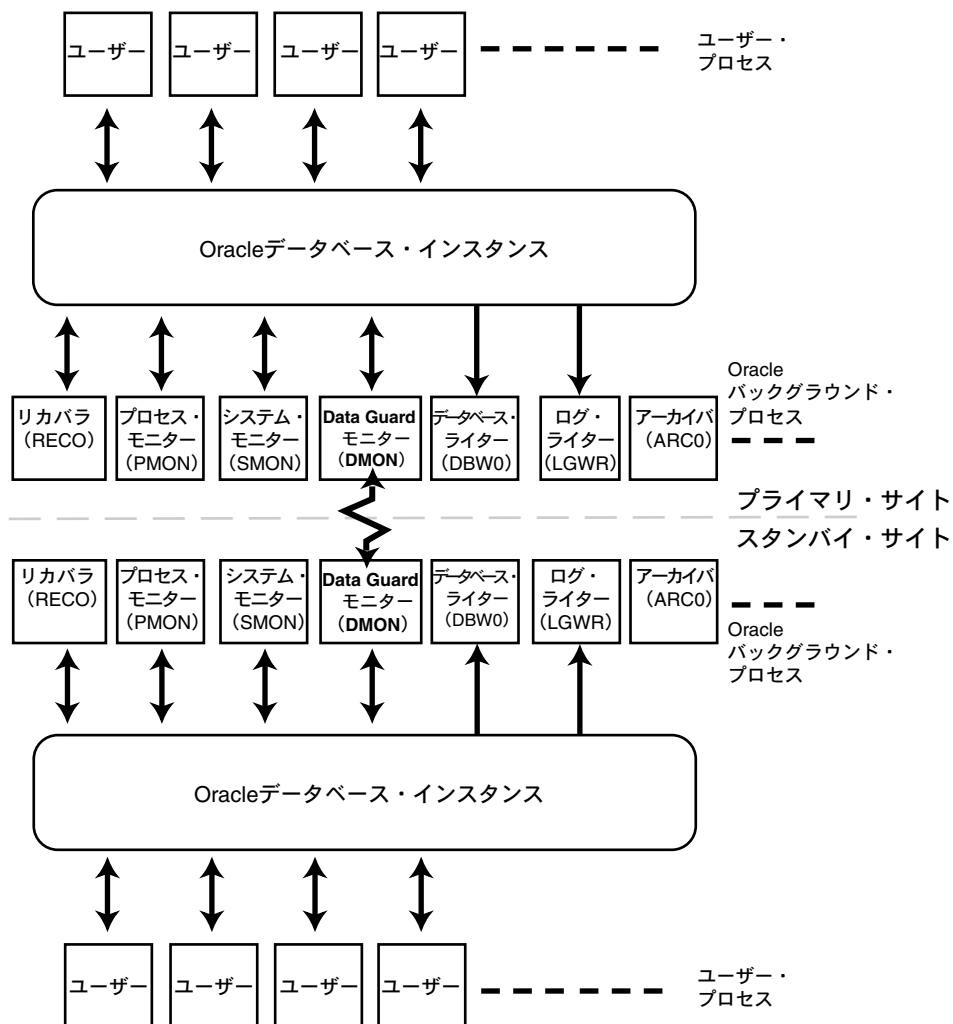 ユーザー
ユーザー
ユーザー
ユーザー
ユーザー・
プロセス
Oracleデータベース・インスタンス
Oracle
バックグラウンド・
プロセス
リカバラ
（RECO）
プロセス・
モニター
（PMON）
システム・
モニター
（SMON）
Data Guard
モニター
（DMON）
データベース・
ライター
（DBW0）
ログ・
ライター
（LGWR）
アーカイバ
（ARC0）
プライマリ・サイト
スタンバイ・サイト
リカバラ
（RECO）
プロセス・
モニター
（PMON）
システム・
モニター
（SMON）
Data Guard
モニター
（DMON）
データベース・
ライター
（DBW0）
ログ・
ライター
（LGWR）
アーカイバ
（ARC0）
Oracle
バックグラウンド・
プロセス
Oracleデータベース・インスタンス
ユーザー
ユーザー
ユーザー
ユーザー
ユーザー・
プロセス